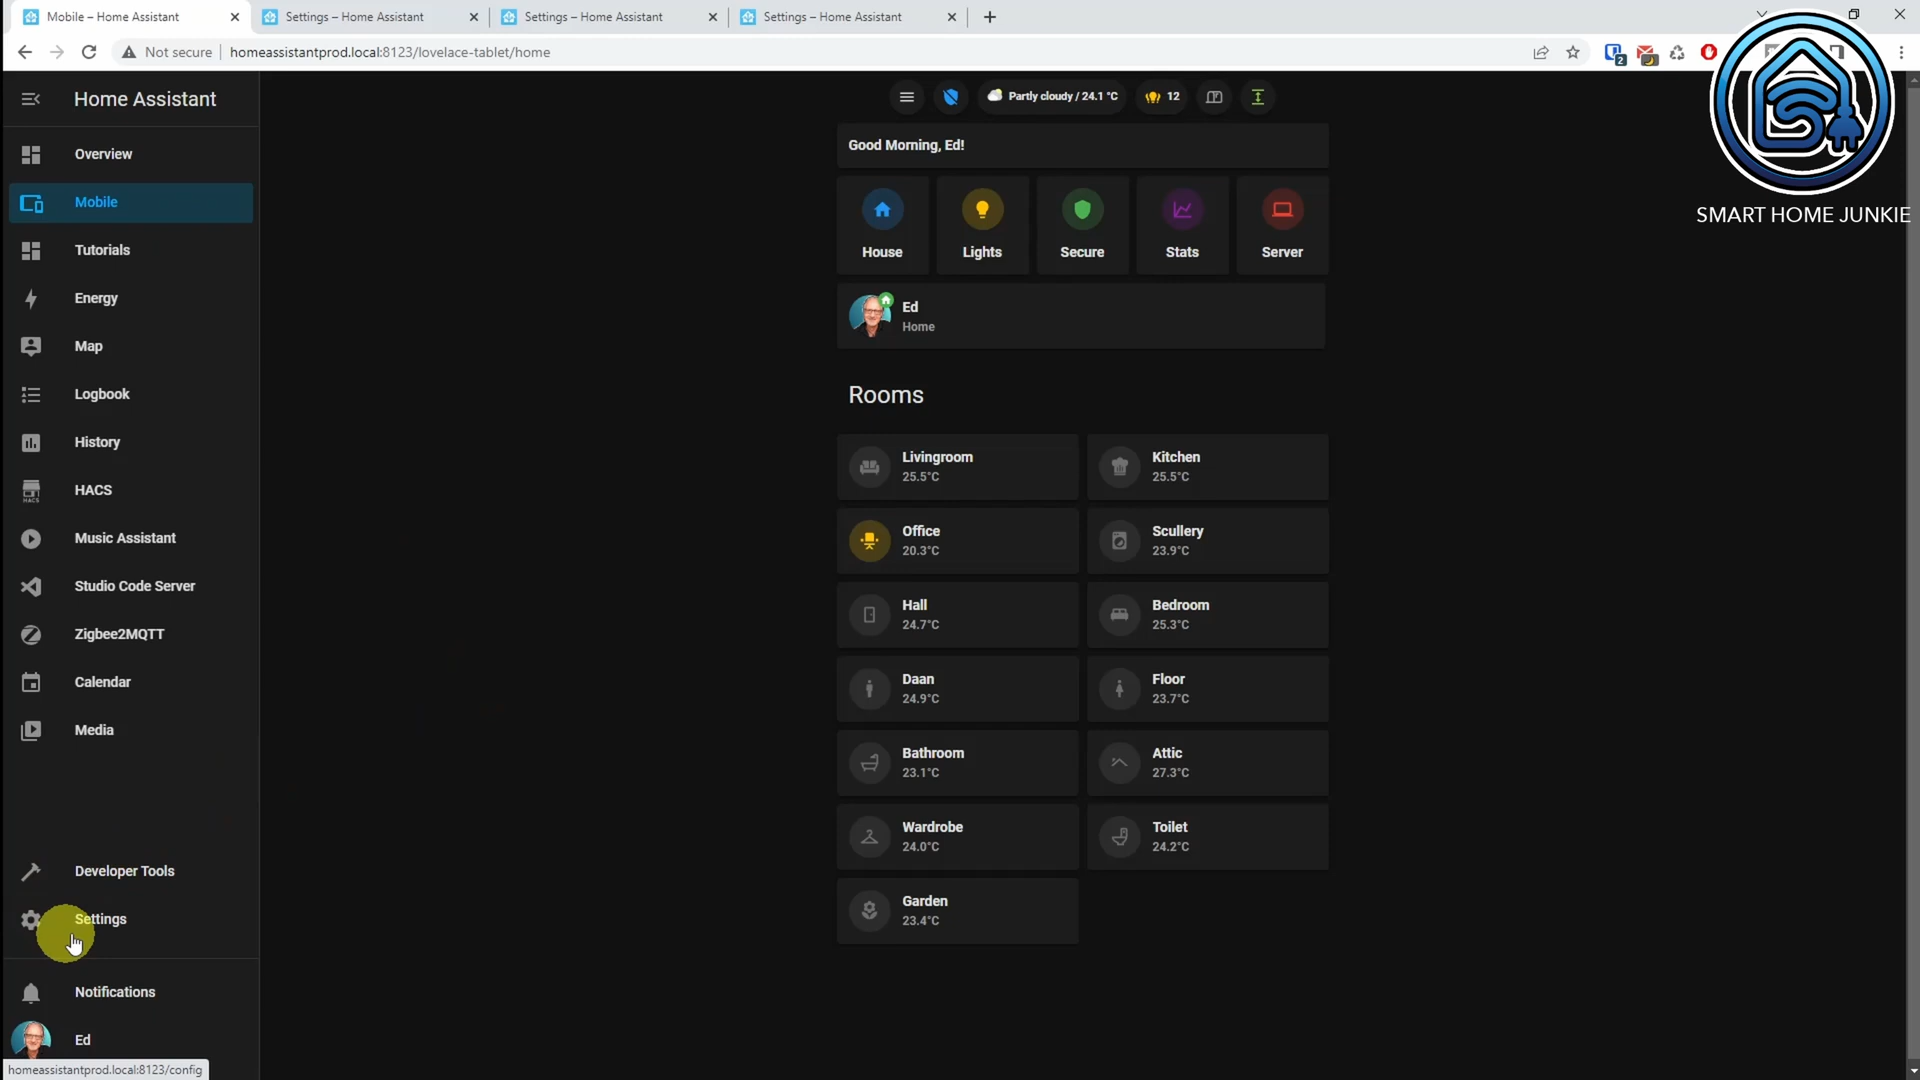 Mobile – Home Assistant
Settings – Home Assistant
Settings – Home Assistant
Settings – Home Assistant
Not secure
homeassistantprod.local:8123/lovelace-tablet/home
2
SMART HOME JUNKIE
Home Assistant
Overview
Mobile
Tutorials
Energy
Map
Logbook
History
HACS
HACS
Music Assistant
Studio Code Server
Zigbee2MQTT
Calendar
Media
Developer Tools
Settings
Notifications
Ed
homeassistantprod.local:8123/config
Partly cloudy / 24.1 °C
12
Good Morning, Ed!
House
Lights
Secure
Stats
Server
Ed
Home
Rooms
Livingroom
25.5°C
Kitchen
25.5°C
Office
20.3°C
Scullery
23.9°C
Hall
24.7°C
Bedroom
25.3°C
Daan
24.9°C
Floor
23.7°C
Bathroom
23.1°C
Attic
27.3°C
Wardrobe
24.0°C
Toilet
24.2°C
Garden
23.4°C